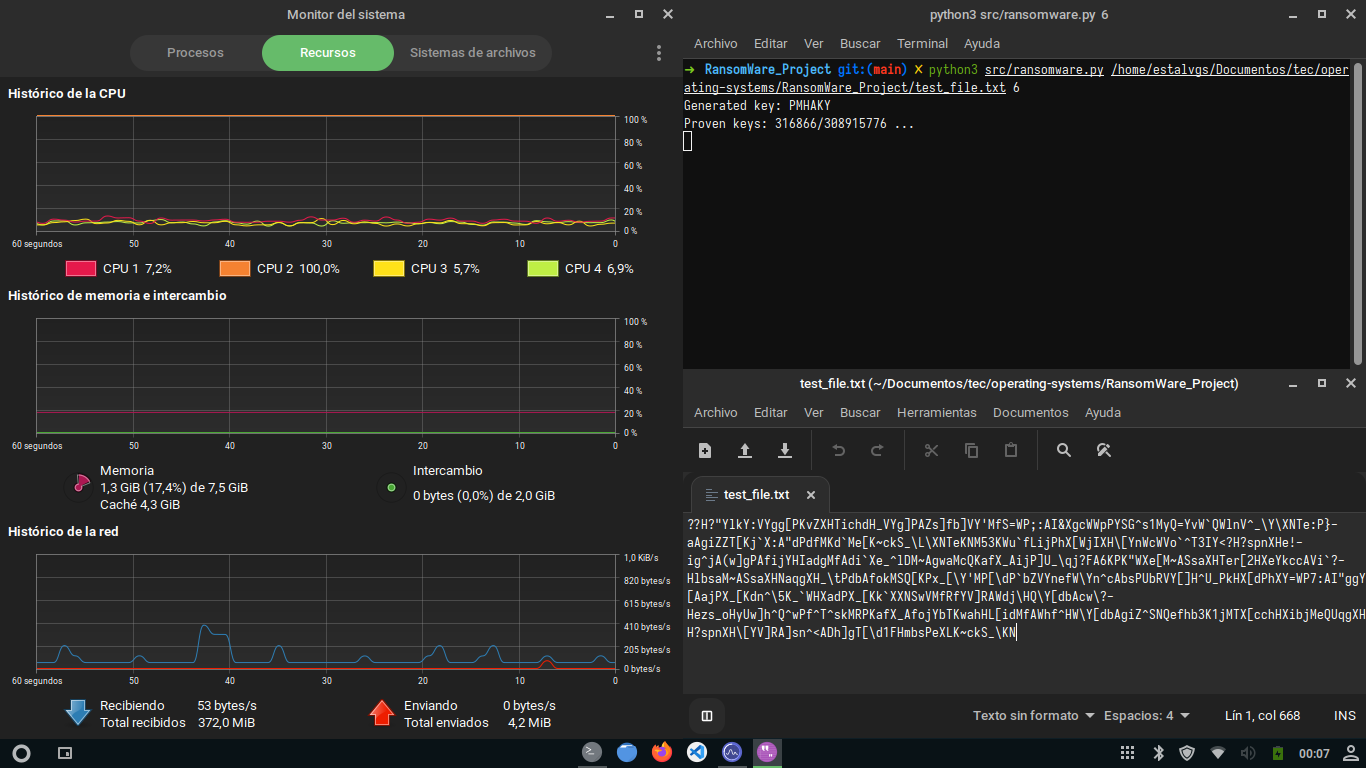 Monitor del sistema
Procesos
Recursos
Sistemas de archivos
Histórico de la CPU
100 %
80 %
60 %
40 %
20 %
0 %
60 segundos
50
40
30
20
10
0
CPU 1 7,2%
CPU 2 100,0%
CPU 3 5,7%
CPU 4 6,9%
Histórico de memoria e intercambio
100 %
80 %
60 %
40 %
20 %
0 %
60 segundos
50
40
30
20
10
0
Memoria
1,3 GiB (17,4%) de 7,5 GiB
Caché 4,3 GiB
Intercambio
0 bytes (0,0%) de 2,0 GiB
Histórico de la red
1,0 KiB/s
820 bytes/s
615 bytes/s
410 bytes/s
205 bytes/s
0 bytes/s
60 segundos
50
40
30
20
10
0
Recibiendo 53 bytes/s
Total recibidos 372,0 MiB
Enviando 0 bytes/s
Total enviados 4,2 MiB
python3 src/ransomware.py 6
Archivo Editar Ver Buscar Terminal Ayuda
➜ RansomWare_Project git:(main) ✗ python3 src/ransomware.py /home/estalvgs/Documentos/tec/oper
ating-systems/RansomWare_Project/test_file.txt 6
Generated key: PMHAKY
Proven keys: 316866/308915776 ...
test_file.txt (~/Documentos/tec/operating-systems/RansomWare_Project)
Archivo Editar Ver Buscar Herramientas Documentos Ayuda
test_file.txt
??H?"YlkY:VYgg[PKvZXHTichdH_VYg]PAZs]fb]VY'MfS=WP;:AI&XgcWWpPYSG^s1MyQ=YvW`QWlnV^_\Y\XNTe:P}-
aAgiZZT[Kj`X:A"dPdfMKd`Me[K~ckS_\L\XNTeKNM53KWu`fLijPhX[WjIXH\[YnWcWVo`^T3IY<?H?spnXHe!-
ig^jA(w]gPAfijYHIadgMfAdi`Xe_^lDM~AgwaMcQKafX_AijP]U_\qj?FA6KPK"WXe[M~ASsaXHTer[2HXeYkccAVi`?-
HlbsaM~ASsaXHNaqgXH_\tPdbAfokMSQ[KPx_[\Y'MP[\dP`bZVYnefW\Yn^cAbsPUbRVY[]H^U_PkHX[dPhXY=WP7:AI"ggY
[AajPX_[Kdn^\5K_`WHXadPX_[Kk`XXNSwVMfRfYV]RAWdj\HQ\Y[dbAcw\?-
Hezs_oHyUw]h^Q^wPf^T^skMRPKafX_AfojYbTKwahHL[idMfAWhf^HW\Y[dbAgiZ^SNQefhb3K1jMTX[cchHXibjMeQUqgXH
H?spnXH\[YV]RA]sn^<ADh]gT[\d1FHmbsPeXLK~ckS_\KN
Texto sin formato
Espacios: 4
Lín 1, col 668
INS
00:07